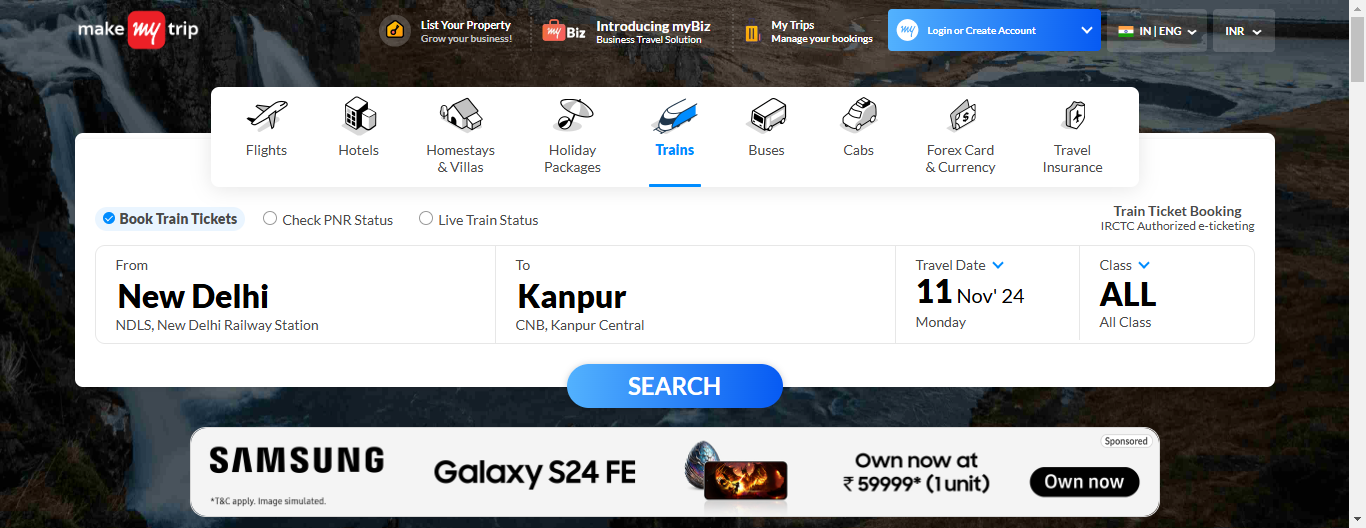 make my trip
List Your Property
Grow your business!
my Biz
Introducing myBiz
Business Travel Solution
My Trips
Manage your bookings
my
Login or Create Account
IN | ENG
INR
Flights
Hotels
Homestays
& Villas
Holiday
Packages
Trains
Buses
Cabs
Forex Card
& Currency
Travel
Insurance
Book Train Tickets
Check PNR Status
Live Train Status
Train Ticket Booking
IRCTC Authorized e-ticketing
From
New Delhi
NDLS, New Delhi Railway Station
To
Kanpur
CNB, Kanpur Central
Travel Date
11 Nov' 24
Monday
Class
ALL
All Class
SEARCH
SAMSUNG
*T&C apply. Image simulated.
Galaxy S24 FE
Own now at
₹ 59999* (1 unit)
Sponsored
Own now